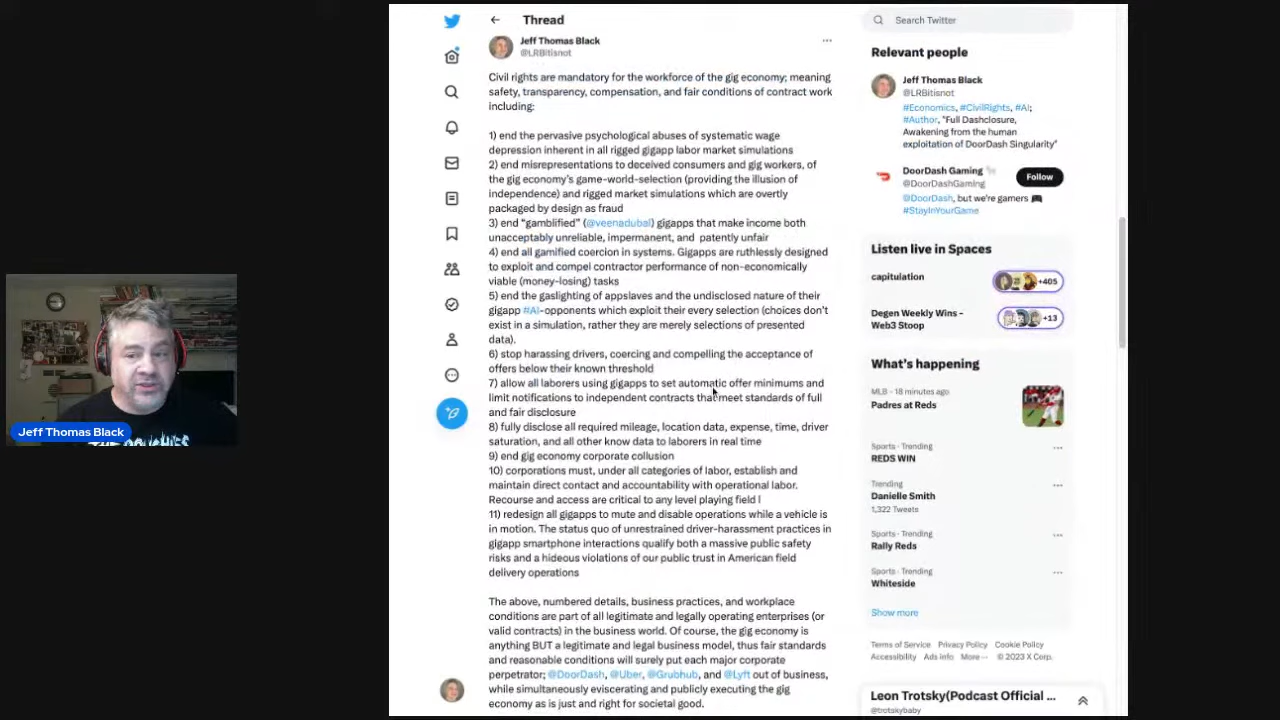 Thread
Jeff Thomas Black
@LRBitisnot
Civil rights are mandatory for the workforce of the gig economy; meaning
safety, transparency, compensation, and fair conditions of contract work
including:
1) end the pervasive psychological abuses of systematic wage
depression inherent in all rigged gigapp labor market simulations
2) end misrepresentations to deceived consumers and gig workers, of
the gig economy's game-world-selection (providing the illusion of
independence) and rigged market simulations which are overtly
packaged by design as fraud
3) end "gamblified" (@veenadubal) gigapps that make income both
unacceptably unreliable, impermanent, and patently unfair
4) end all gamified coercion in systems. Gigapps are ruthlessly designed
to exploit and compel contractor performance of non-economically
viable (money-losing) tasks
5) end the gaslighting of appslaves and the undisclosed nature of their
gigapp #AI-opponents which exploit their every selection (choices don't
exist in a simulation, rather they are merely selections of presented
data).
6) stop harassing drivers, coercing and compelling the acceptance of
offers below their known threshold
7) allow all laborers using gigapps to set automatic offer minimums and
limit notifications to independent contracts that meet standards of full
and fair disclosure
8) fully disclose all required mileage, location data, expense, time, driver
saturation, and all other know data to laborers in real time
9) end gig economy corporate collusion
10) corporations must, under all categories of labor, establish and
maintain direct contact and accountability with operational labor.
Recourse and access are critical to any level playing field l
11) redesign all gigapps to mute and disable operations while a vehicle is
in motion. The status quo of unrestrained driver-harassment practices in
gigapp smartphone interactions qualify both a massive public safety
risks and a hideous violations of our public trust in American field
delivery operations
The above, numbered details, business practices, and workplace
conditions are part of all legitimate and legally operating enterprises (or
valid contracts) in the business world. Of course, the gig economy is
anything BUT a legitimate and legal business model, thus fair standards
and reasonable conditions will surely put each major corporate
perpetrator; @DoorDash, @Uber, @Grubhub, and @Lyft out of business,
while simultaneously eviscerating and publicly executing the gig
economy as is just and right for societal good.
Search Twitter
Relevant people
Jeff Thomas Black
@LRBitisnot
#Economics, #CivilRights, #AI;
#Author, "Full Dashclosure,
Awakening from the human
exploitation of DoorDash Singularity"
DoorDash Gaming
@DoorDashGaming
Follow
@DoorDash, but we're gamers
#StayInYourGame
Listen live in Spaces
capitulation
+405
Degen Weekly Wins -
Web3 Stoop
+13
What's happening
MLB · 18 minutes ago
Padres at Reds
Sports · Trending
REDS WIN
Trending
Danielle Smith
1,322 Tweets
Sports · Trending
Rally Reds
Sports · Trending
Whiteside
Show more
Terms of Service Privacy Policy Cookie Policy
Accessibility Ads info More ··· © 2023 X Corp.
Leon Trotsky(Podcast Official ...
@trotskybaby
Jeff Thomas Black